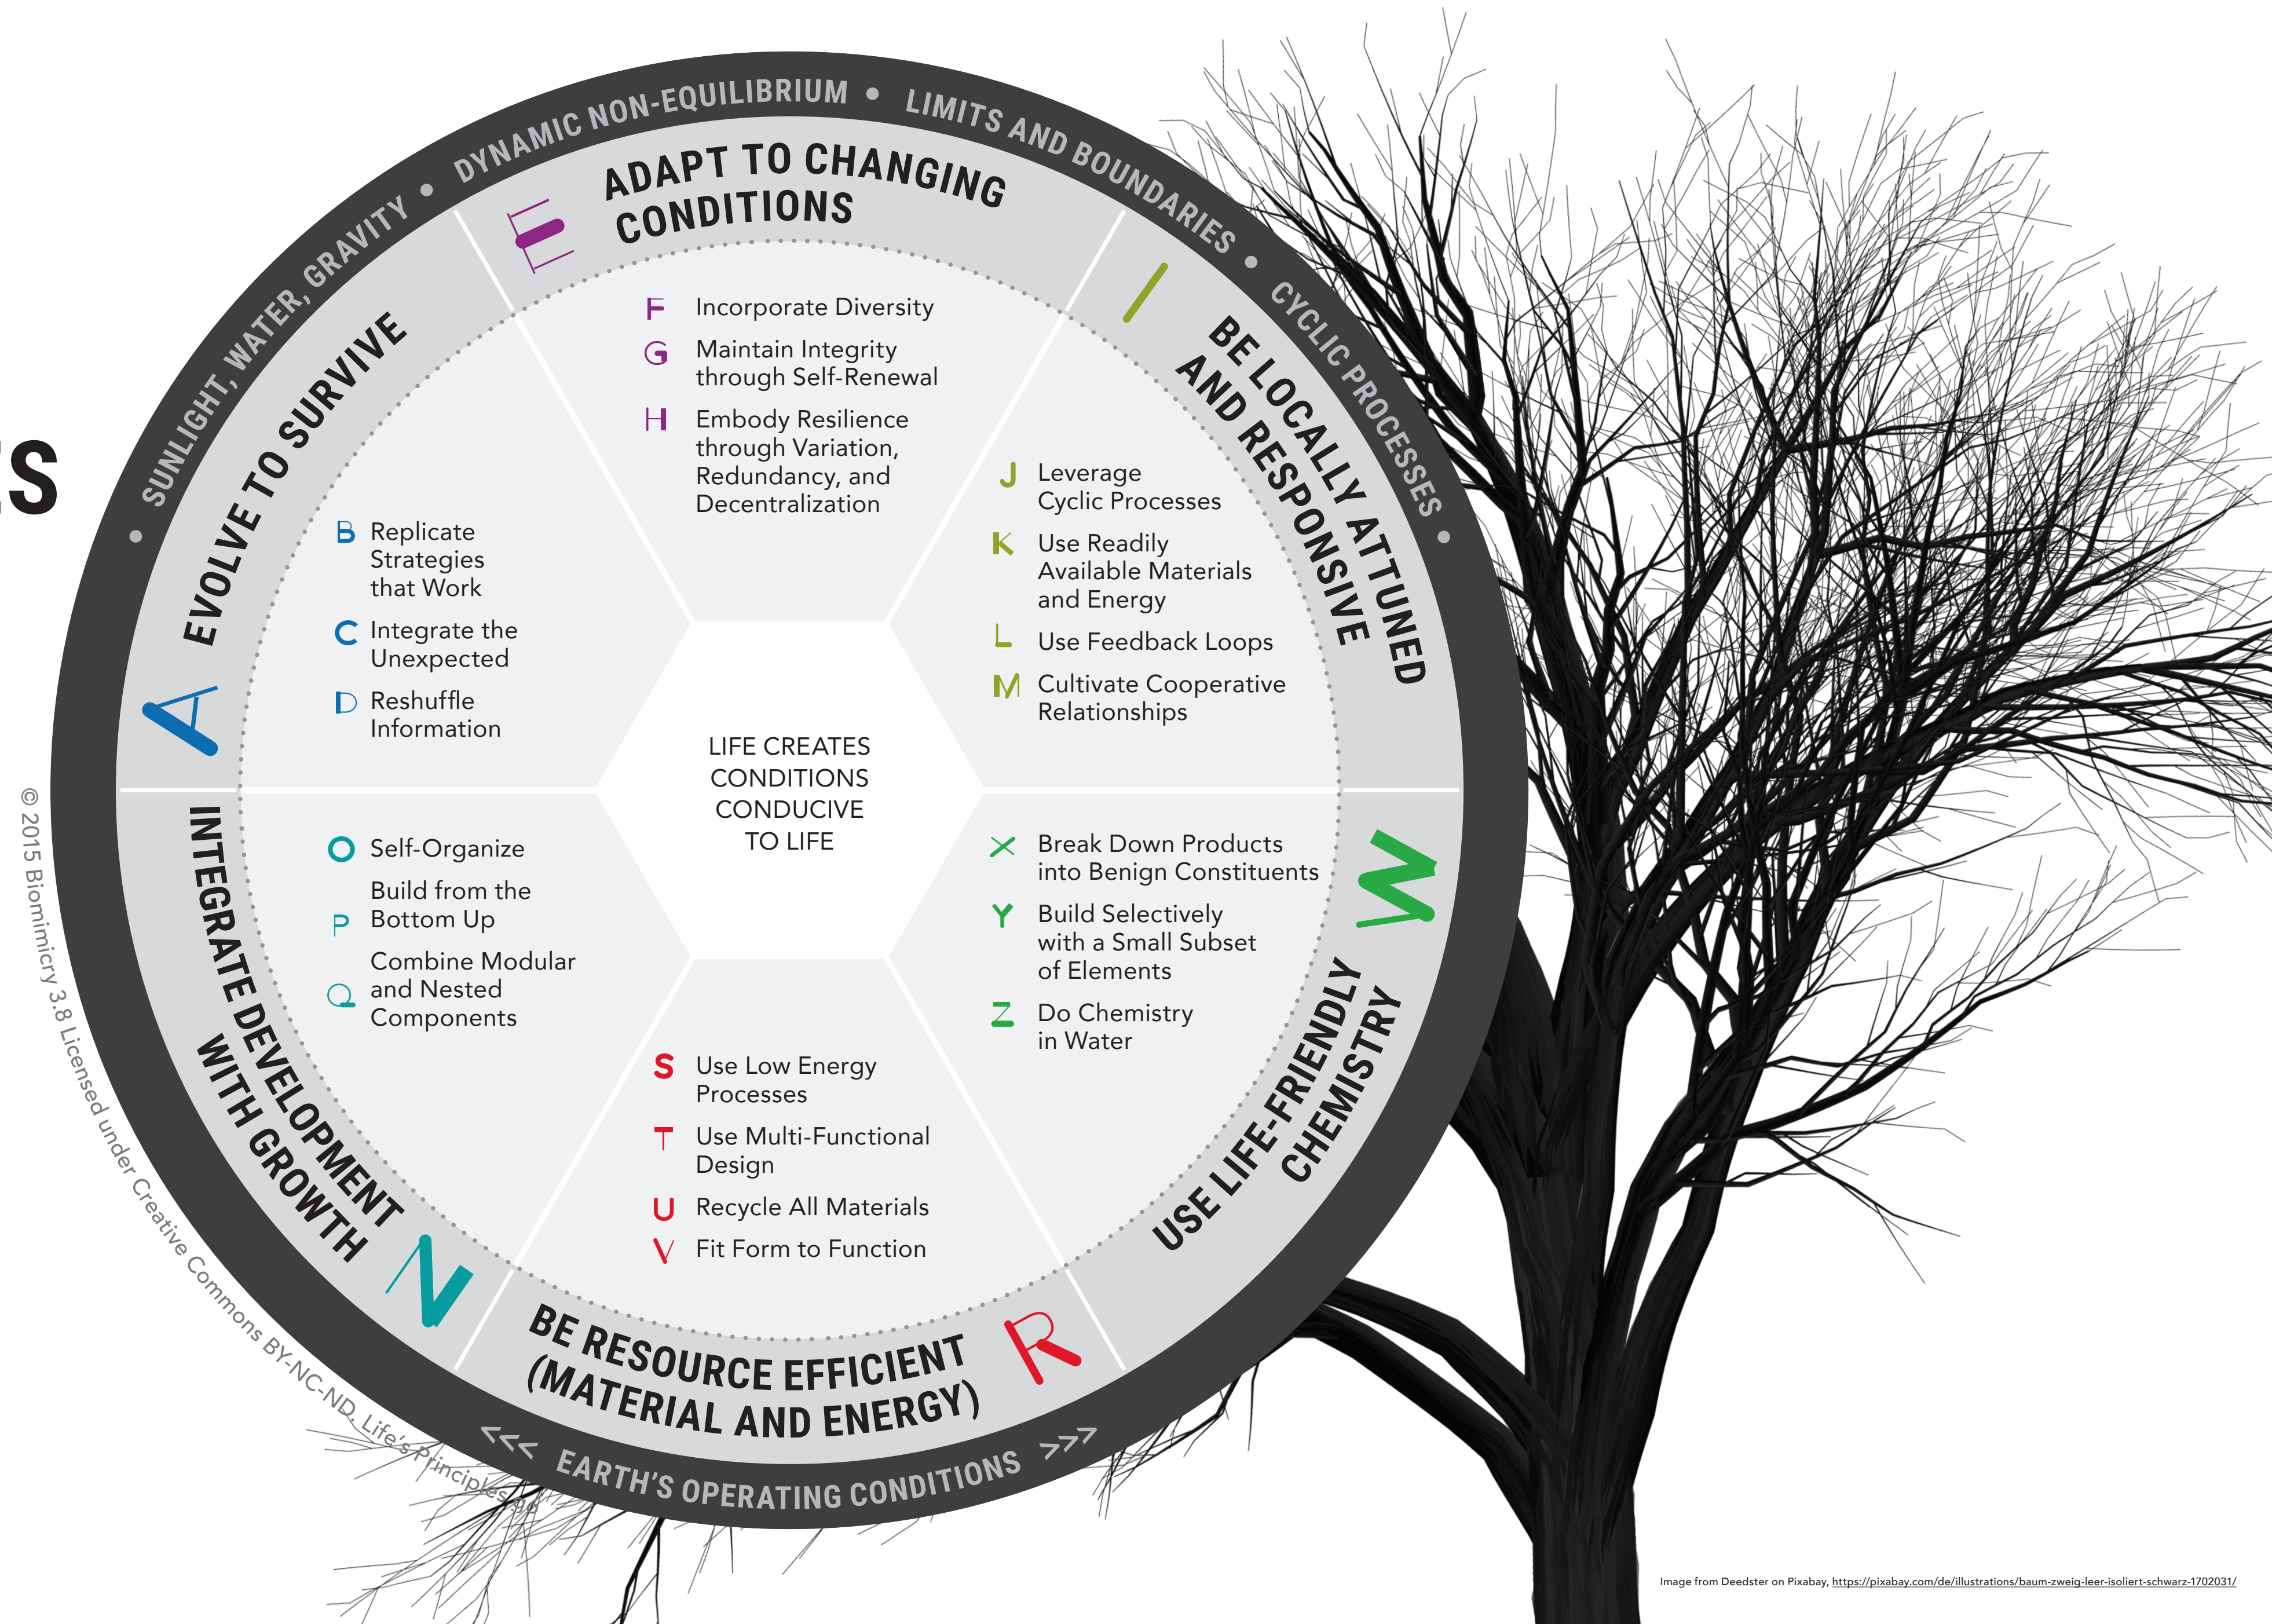 ES
• SUNLIGHT, WATER, GRAVITY • DYNAMIC NON-EQUILIBRIUM • LIMITS AND BOUNDARIES • CYCLIC PROCESSES •
A
EVOLVE TO SURVIVE
B Replicate
Strategies
that Work
C Integrate the
Unexpected
D Reshuffle
Information
E
ADAPT TO CHANGING
CONDITIONS
F Incorporate Diversity
G Maintain Integrity
through Self-Renewal
H Embody Resilience
through Variation,
Redundancy, and
Decentralization
I
BE LOCALLY ATTUNED
AND RESPONSIVE
J Leverage
Cyclic Processes
K Use Readily
Available Materials
and Energy
L Use Feedback Loops
M Cultivate Cooperative
Relationships
LIFE CREATES
CONDITIONS
CONDUCIVE
TO LIFE
INTEGRATE DEVELOPMENT
WITH GROWTH
N
O Self-Organize
Build from the
P Bottom Up
Combine Modular
Q and Nested
Components
BE RESOURCE EFFICIENT
(MATERIAL AND ENERGY)
R
S Use Low Energy
Processes
T Use Multi-Functional
Design
U Recycle All Materials
V Fit Form to Function
W
USE LIFE-FRIENDLY
CHEMISTRY
X Break Down Products
into Benign Constituents
Y Build Selectively
with a Small Subset
of Elements
Z Do Chemistry
in Water
<<< EARTH'S OPERATING CONDITIONS >>>
© 2015 Biomimicry 3.8 Licensed under Creative Commons BY-NC-ND. Life's Principles go
Image from Deedster on Pixabay, https://pixabay.com/de/illustrations/baum-zweig-leer-isoliert-schwarz-1702031/